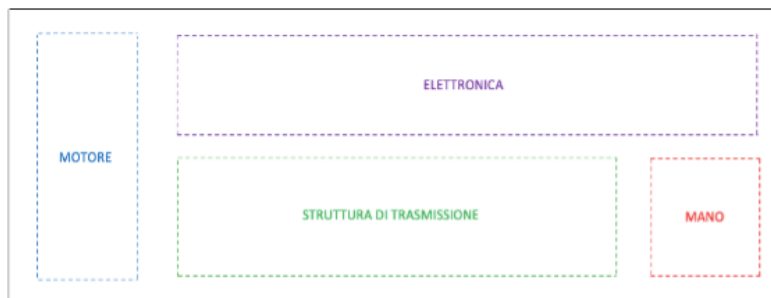 ELETTRONICA
MOTORE
STRUTTURA DI TRASMISSIONE
MANO